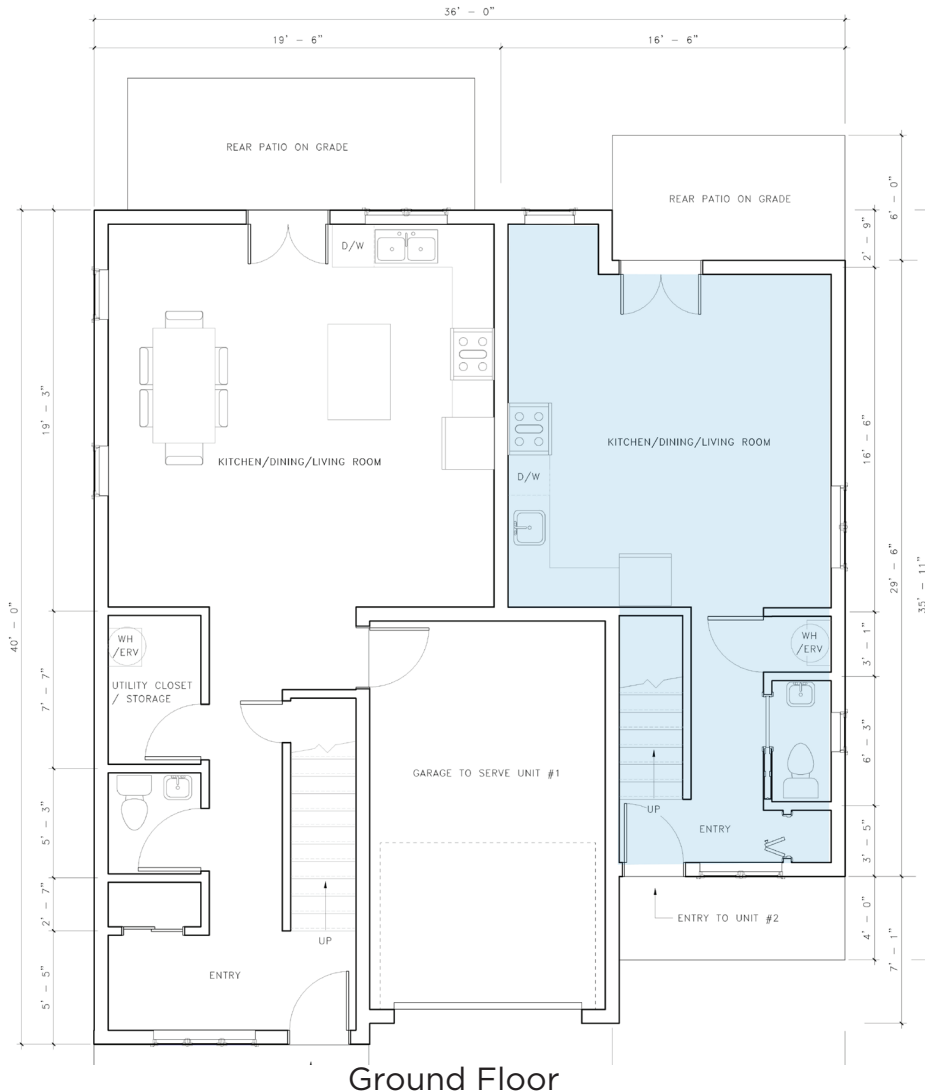 36' - 0"
19' - 6"
16' - 6"
REAR PATIO ON GRADE
REAR PATIO ON GRADE
6' - 0"
2' - 9"
D/W
19' - 3"
40' - 0"
KITCHEN/DINING/LIVING ROOM
KITCHEN/DINING/LIVING ROOM
D/W
16' - 6"
29' - 6"
35' - 11"
WH
/ERV
UTILITY CLOSET
/ STORAGE
7' - 7"
WH
/ERV
3' - 1"
GARAGE TO SERVE UNIT #1
6' - 3"
UP
ENTRY
5' - 3"
3' - 5"
2' - 7"
ENTRY TO UNIT #2
4' - 0"
7' - 1"
UP
ENTRY
5' - 5"
Ground Floor